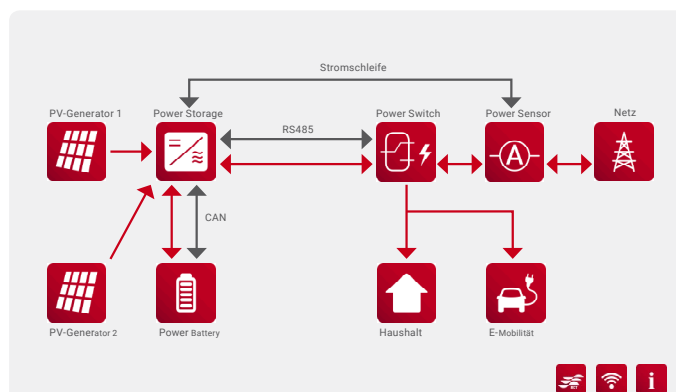 Stromschleife
PV-Generator 1
Power Storage
Power Switch
Power Sensor
Netz
RS485
A
CAN
PV-Generator 2
Power Battery
Haushalt
E-Mobilität
i